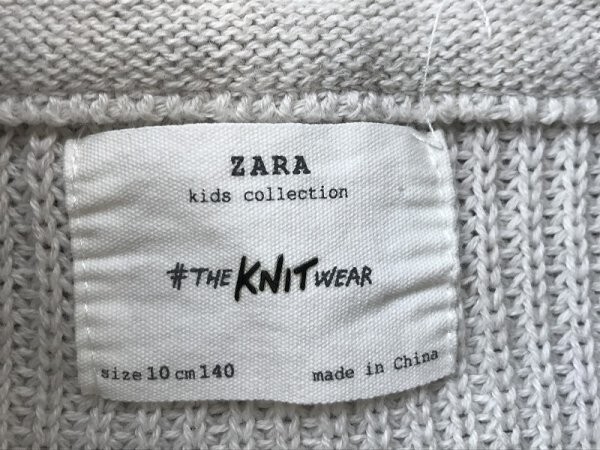 ZARA
kids collection
#THEKNITWEAR
size 10 cm 140 made in China